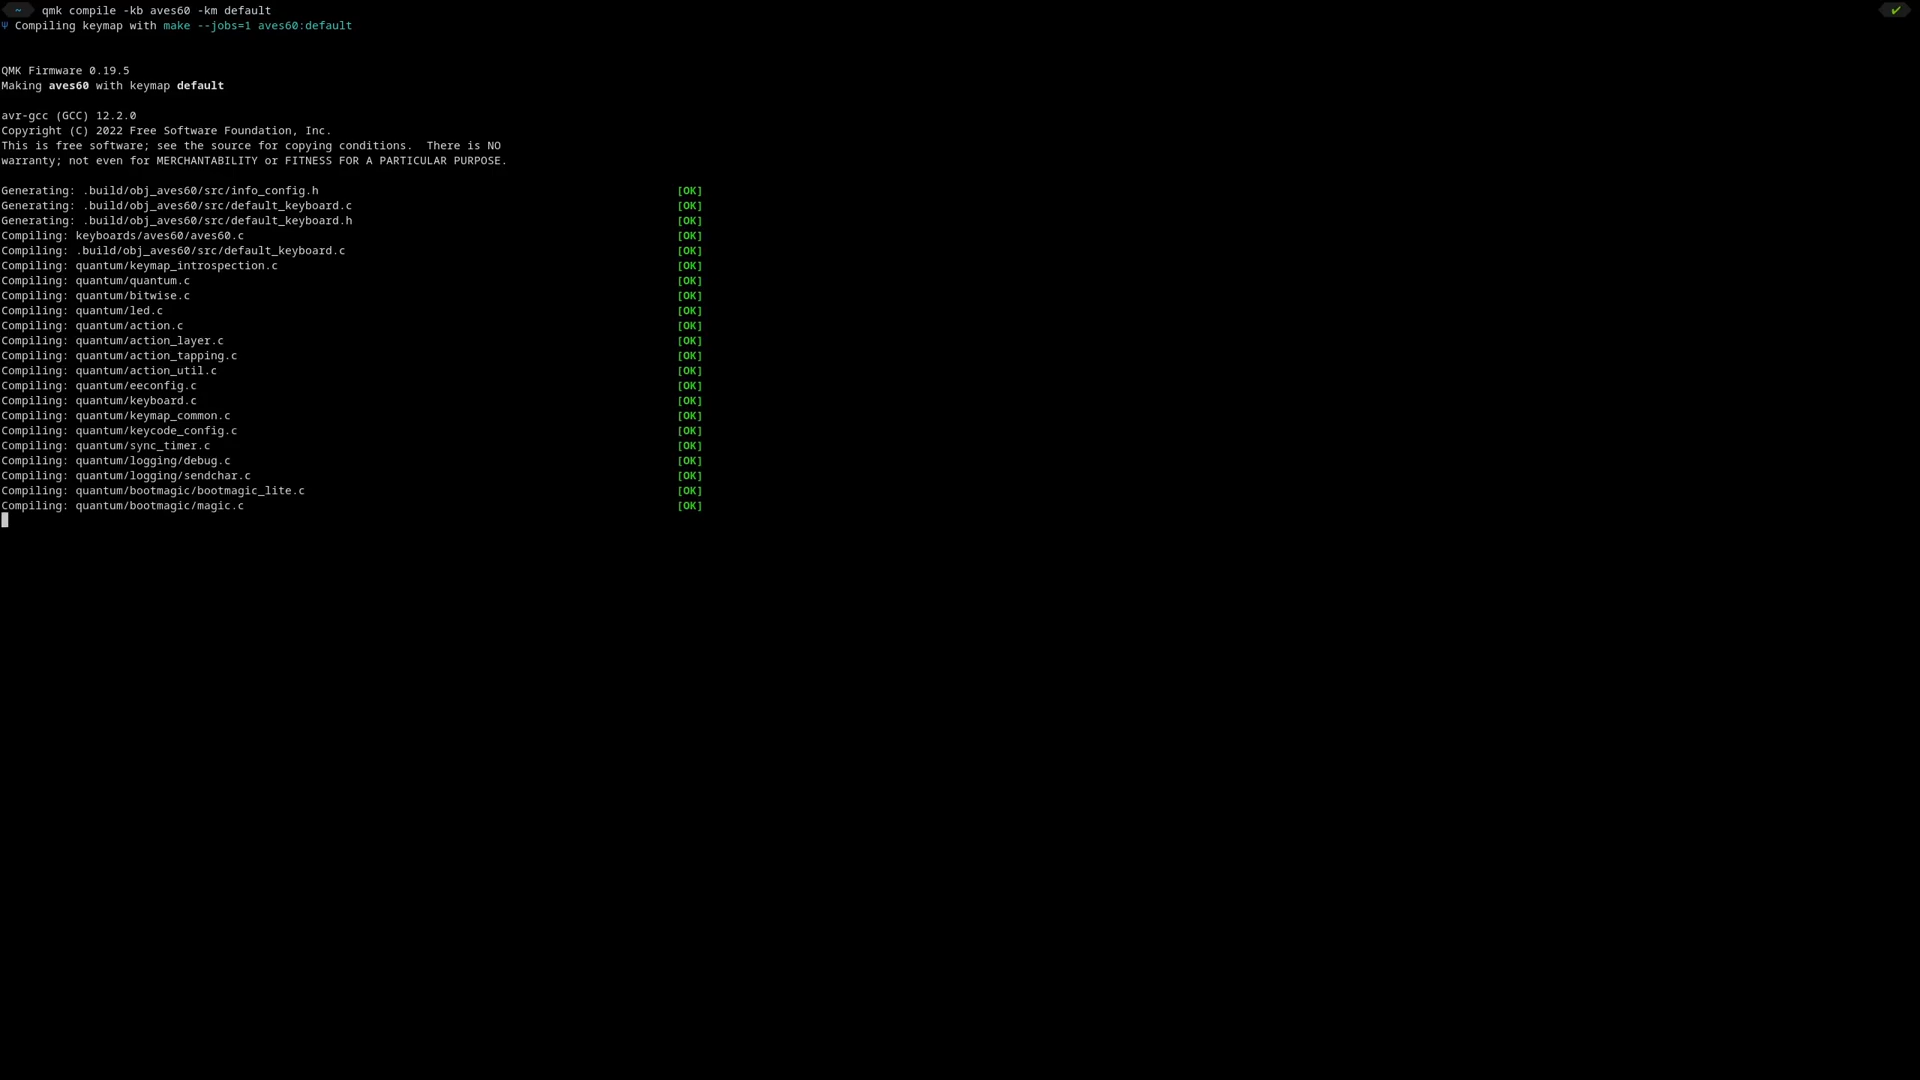 ~ qmk compile -kb aves60 -km default ✔
Ψ Compiling keymap with make --jobs=1 aves60:default
QMK Firmware 0.19.5
Making aves60 with keymap default
avr-gcc (GCC) 12.2.0
Copyright (C) 2022 Free Software Foundation, Inc.
This is free software; see the source for copying conditions.  There is NO
warranty; not even for MERCHANTABILITY or FITNESS FOR A PARTICULAR PURPOSE.
Generating: .build/obj_aves60/src/info_config.h [OK]
Generating: .build/obj_aves60/src/default_keyboard.c [OK]
Generating: .build/obj_aves60/src/default_keyboard.h [OK]
Compiling: keyboards/aves60/aves60.c [OK]
Compiling: .build/obj_aves60/src/default_keyboard.c [OK]
Compiling: quantum/keymap_introspection.c [OK]
Compiling: quantum/quantum.c [OK]
Compiling: quantum/bitwise.c [OK]
Compiling: quantum/led.c [OK]
Compiling: quantum/action.c [OK]
Compiling: quantum/action_layer.c [OK]
Compiling: quantum/action_tapping.c [OK]
Compiling: quantum/action_util.c [OK]
Compiling: quantum/eeconfig.c [OK]
Compiling: quantum/keyboard.c [OK]
Compiling: quantum/keymap_common.c [OK]
Compiling: quantum/keycode_config.c [OK]
Compiling: quantum/sync_timer.c [OK]
Compiling: quantum/logging/debug.c [OK]
Compiling: quantum/logging/sendchar.c [OK]
Compiling: quantum/bootmagic/bootmagic_lite.c [OK]
Compiling: quantum/bootmagic/magic.c [OK]